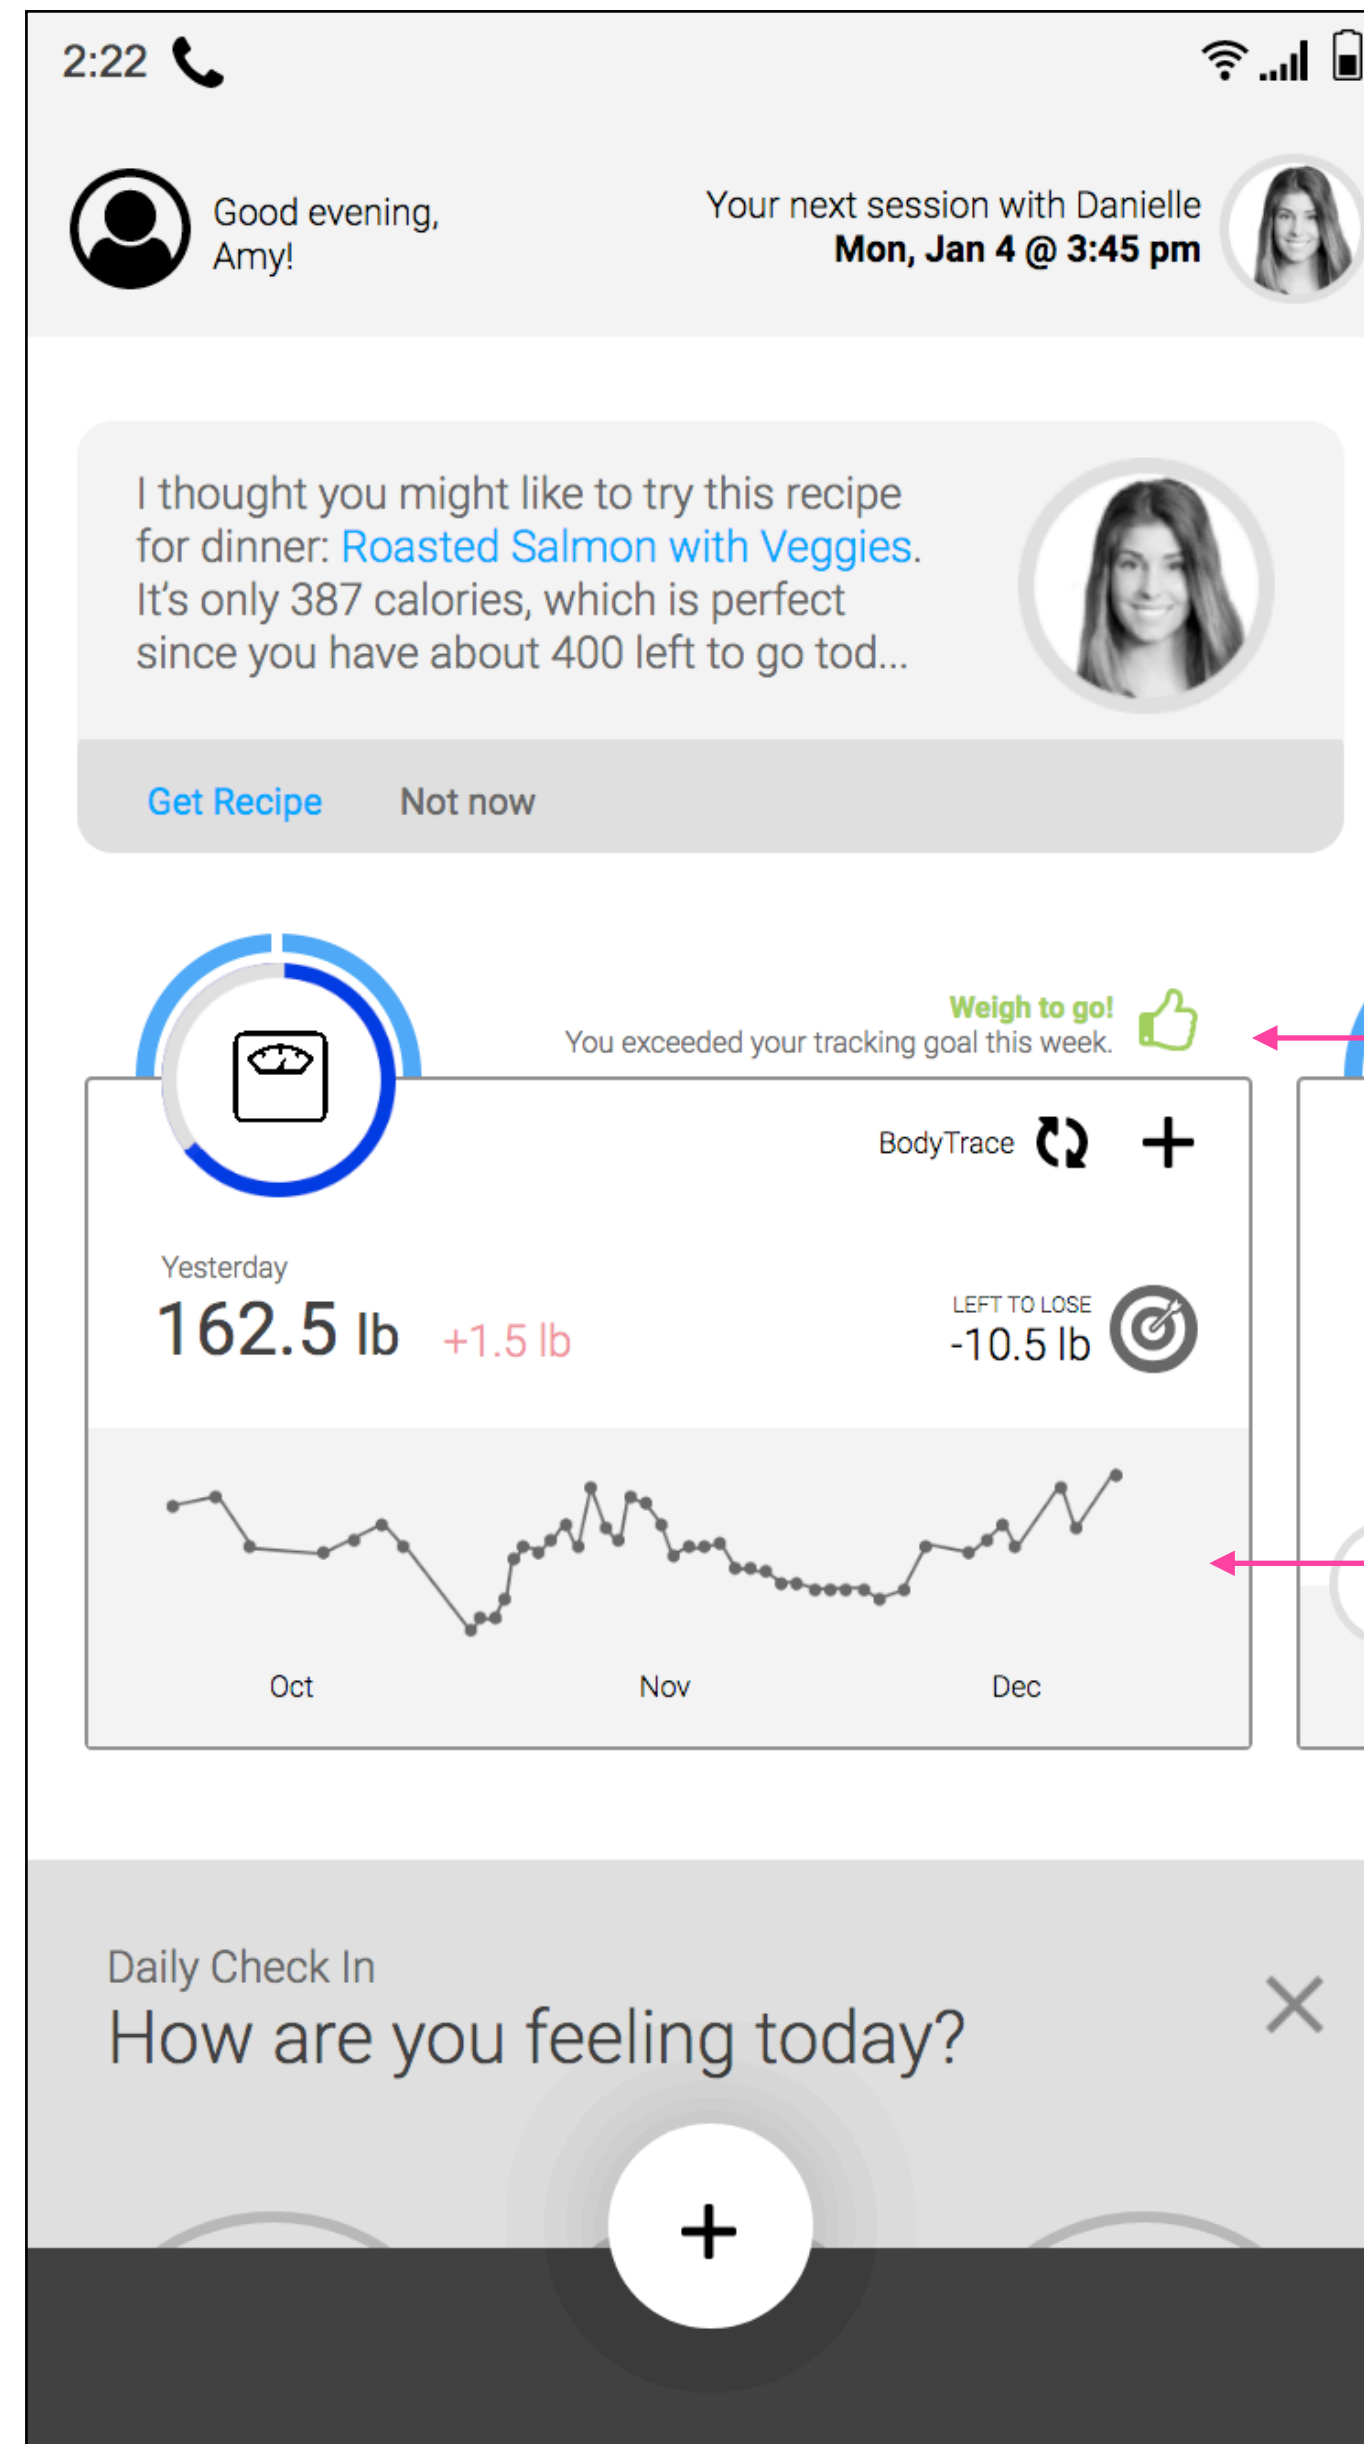 2:22
Good evening,
Amy!
Your next session with Danielle
Mon, Jan 4 @ 3:45 pm
I thought you might like to try this recipe
for dinner: Roasted Salmon with Veggies.
It's only 387 calories, which is perfect
since you have about 400 left to go tod...
Get Recipe
Not now
Weigh to go!
You exceeded your tracking goal this week.
BodyTrace
Yesterday
162.5 lb +1.5 lb
LEFT TO LOSE
-10.5 lb
Oct
Nov
Dec
Daily Check In
How are you feeling today?